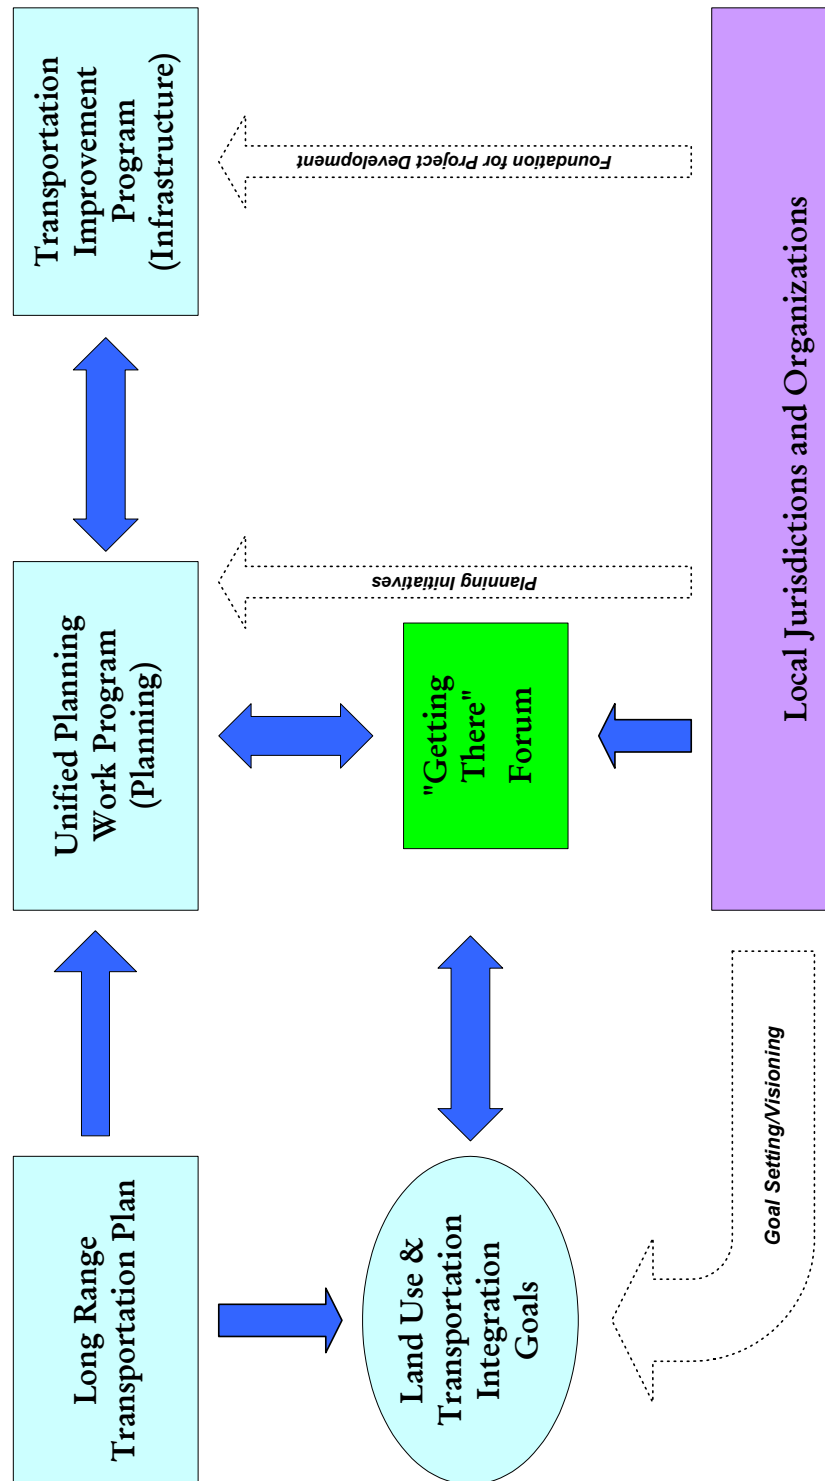 Long Range
Transportation Plan
Unified Planning
Work Program
(Planning)
Transportation
Improvement
Program
(Infrastructure)
Land Use &
Transportation
Integration
Goals
"Getting
There"
Forum
Planning Initiatives
Foundation for Project Development
Goal Setting/Visioning
Local Jurisdictions and Organizations